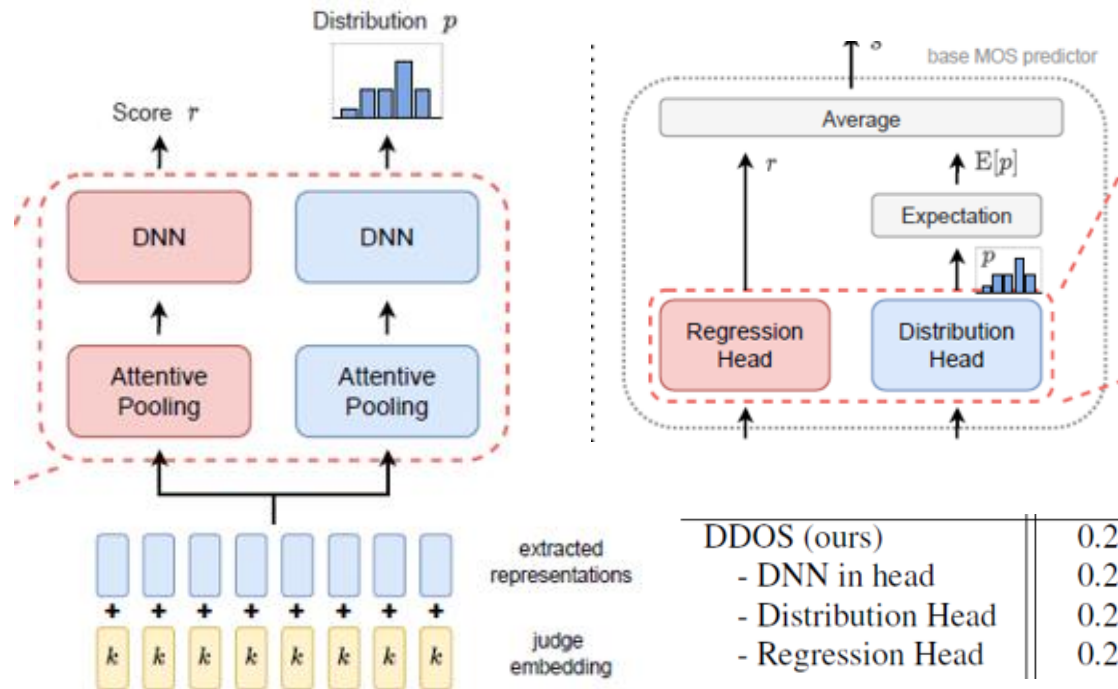 Distribution p
Score r
DNN
DNN
Attentive
Pooling
Attentive
Pooling
extracted
representations
+ + + + + + + +
k k k k k k k k
judge
embedding
base MOS predictor
Average
r
E[p]
Expectation
p
Regression
Head
Distribution
Head
DDOS (ours) 0.2
- DNN in head 0.2
- Distribution Head 0.2
- Regression Head 0.2